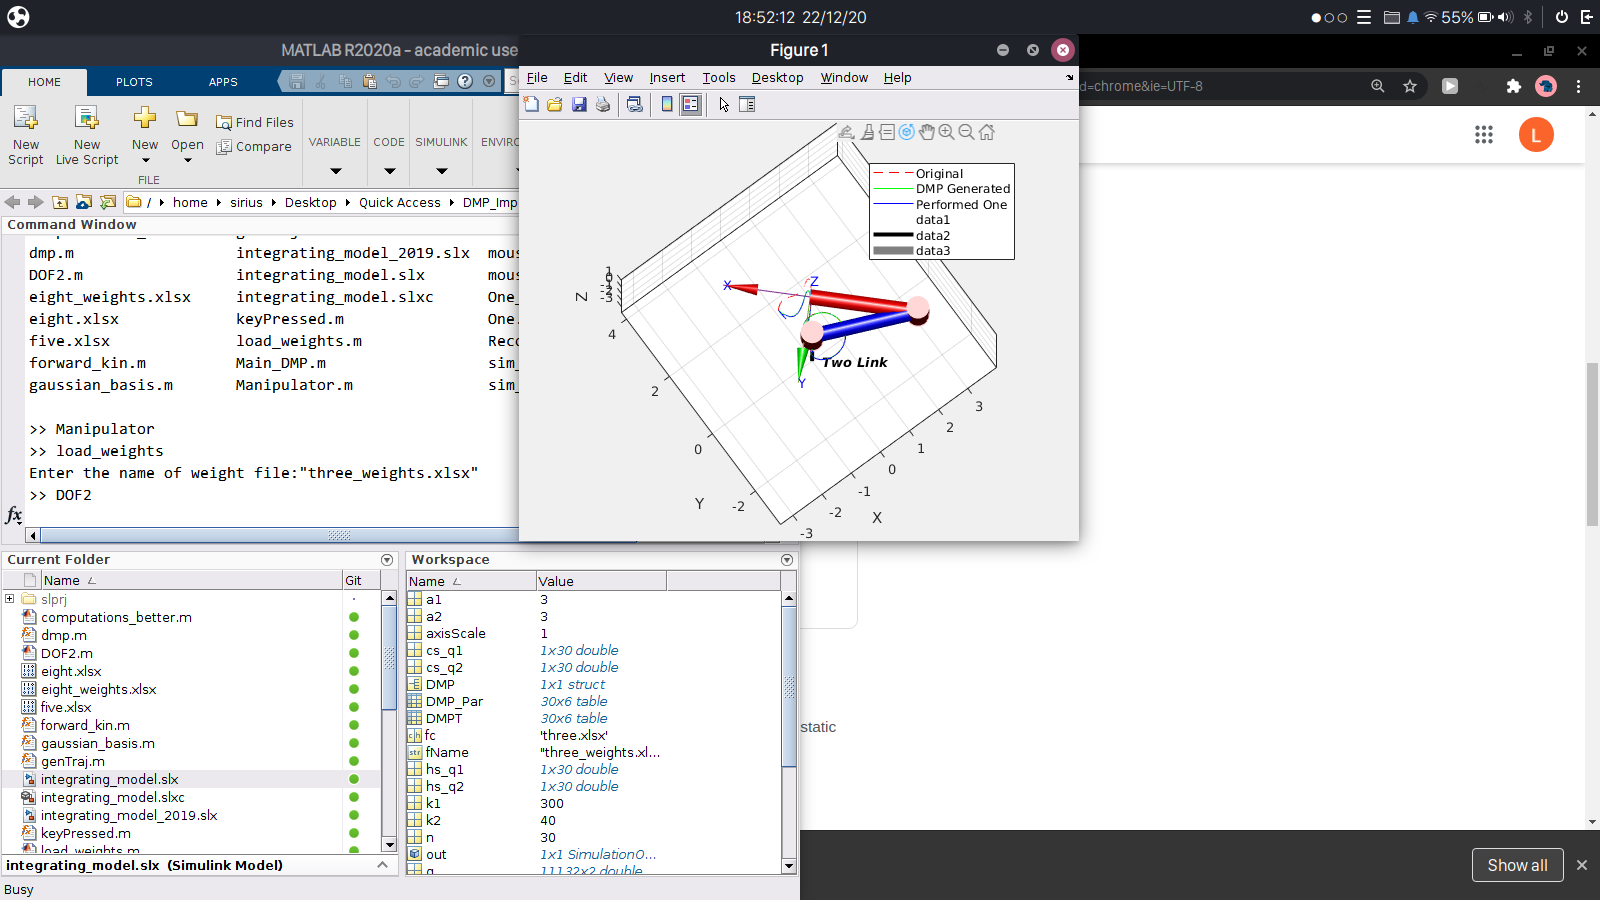 18:52:12 22/12/20
55%
MATLAB R2020a - academic use
Figure 1
HOME
PLOTS
APPS
File Edit View Insert Tools Desktop Window Help
d=chrome&ie=UTF-8
New Script
New Live Script
New
Open
Find Files
Compare
FILE
VARIABLE
CODE
SIMULINK
ENVIRO
/ home sirius Desktop Quick Access DMP_Imp
Command Window
dmp.m integrating_model_2019.slx mous
DOF2.m integrating_model.slx mous
eight_weights.xlsx integrating_model.slxc One_
eight.xlsx keyPressed.m One.
five.xlsx load_weights.m Reco
forward_kin.m Main_DMP.m sim_
gaussian_basis.m Manipulator.m sim_
>> Manipulator
>> load_weights
Enter the name of weight file:"three_weights.xlsx"
>> DOF2
fx
Original
DMP Generated
Performed One
data1
data2
data3
X
Z
Y
Two Link
Z
1
0
-1
-2
-3
4
2
0
-2
Y
3
2
1
0
-1
-2
-3
X
L
static
Show all
Current Folder
Name Git
slprj
computations_better.m
dmp.m
DOF2.m
eight.xlsx
eight_weights.xlsx
five.xlsx
forward_kin.m
gaussian_basis.m
genTraj.m
integrating_model.slx
integrating_model.slxc
integrating_model_2019.slx
keyPressed.m
load_weights.m
integrating_model.slx (Simulink Model)
Busy
Workspace
Name Value
a1 3
a2 3
axisScale 1
cs_q1 1x30 double
cs_q2 1x30 double
DMP 1x1 struct
DMP_Par 30x6 table
DMPT 30x6 table
fc 'three.xlsx'
fName "three_weights.xl...
hs_q1 1x30 double
hs_q2 1x30 double
k1 300
k2 40
n 30
out 1x1 SimulationO...
q 11132x2 double